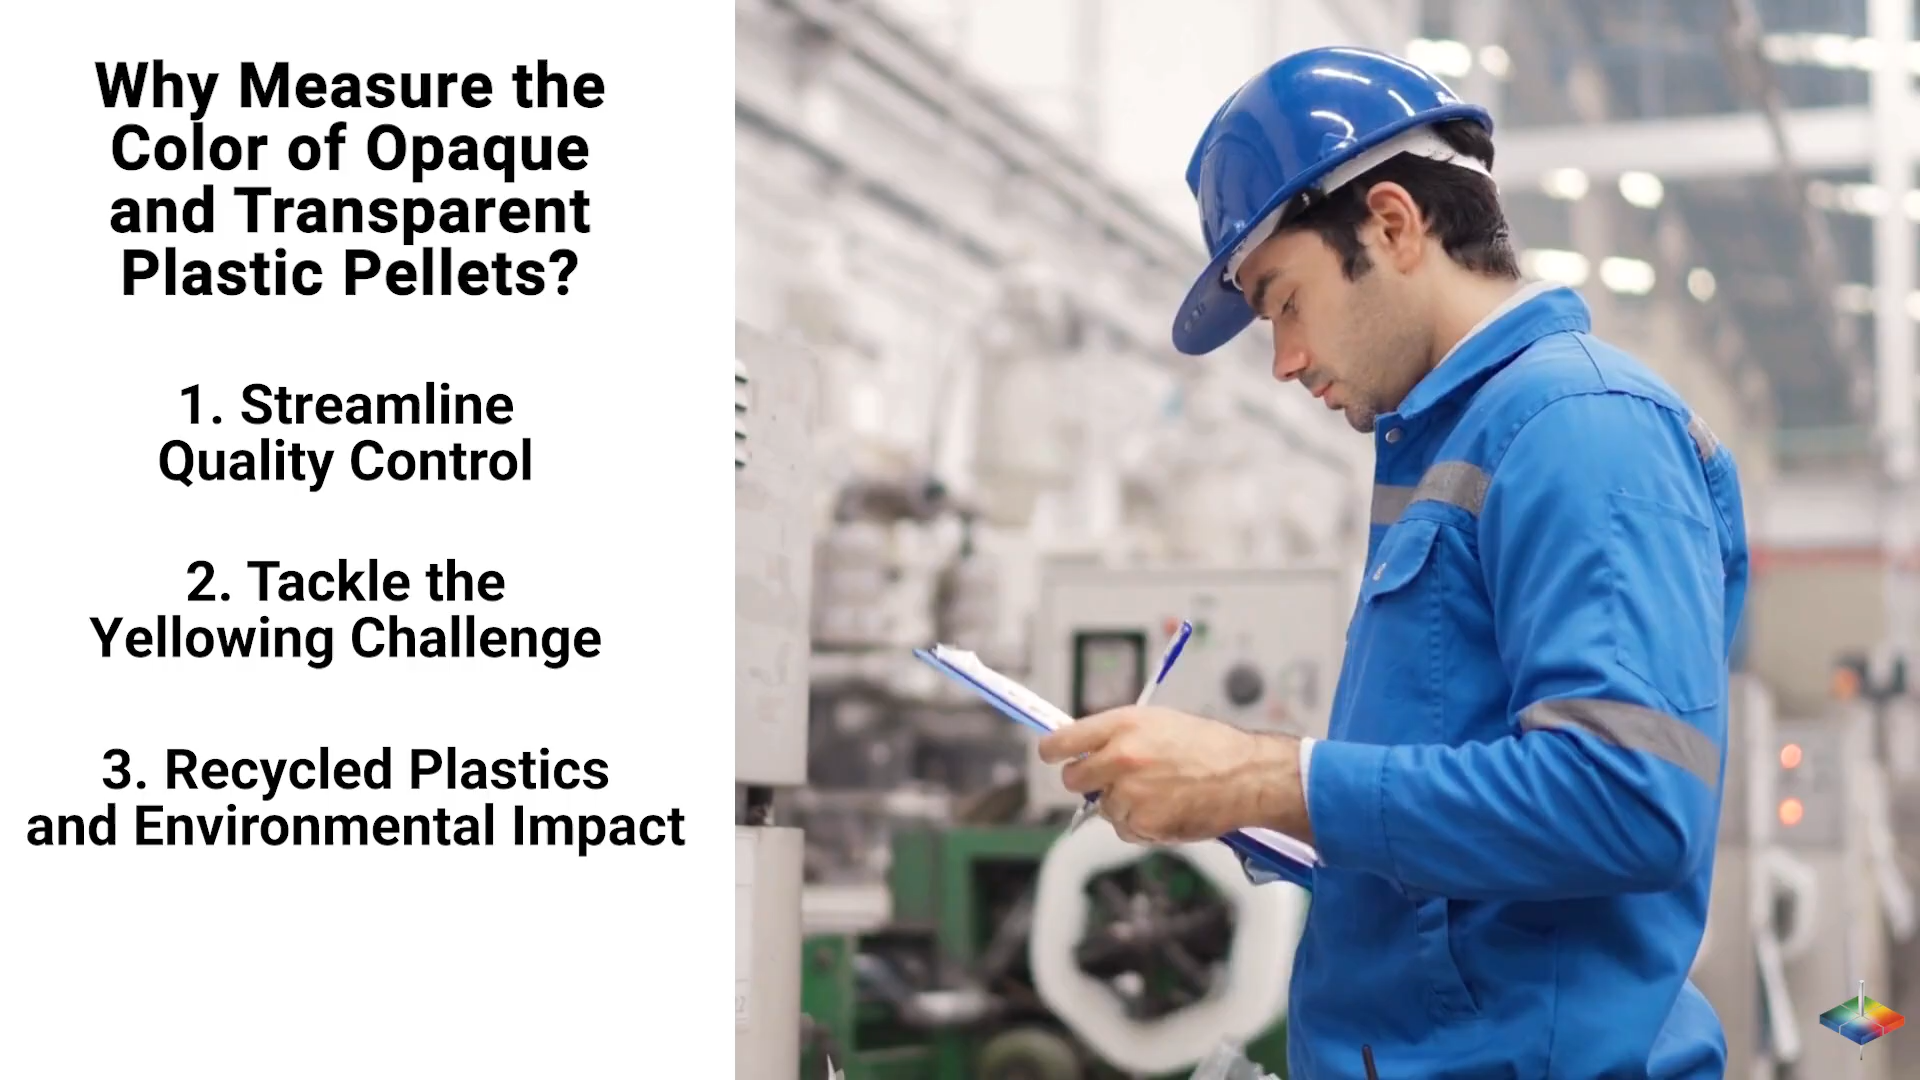 Why Measure the
Color of Opaque
and Transparent
Plastic Pellets?
1. Streamline
Quality Control
2. Tackle the
Yellowing Challenge
3. Recycled Plastics
and Environmental Impact